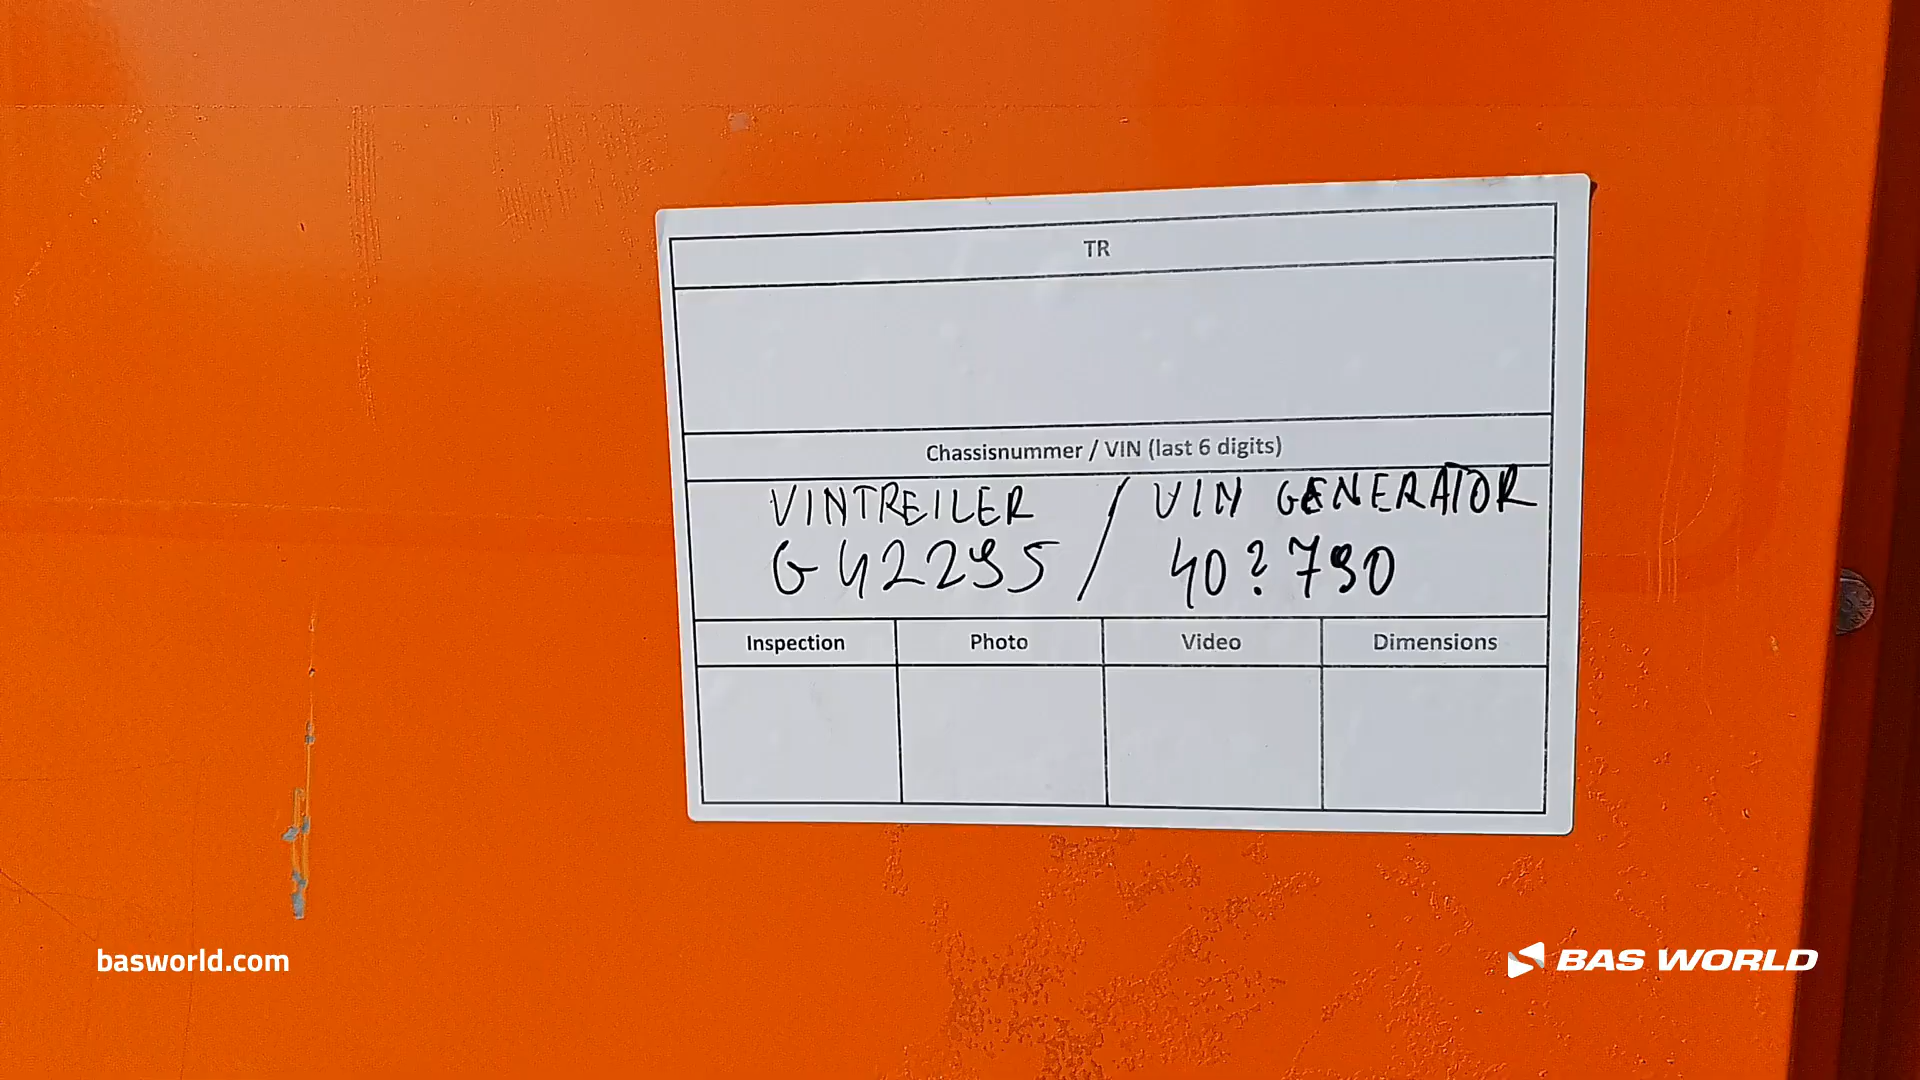 TR
Chassisnummer / VIN (last 6 digits)
VINTREILER / VIN GENERATOR
G42295 / 40?790
Inspection Photo Video Dimensions
basworld.com BAS WORLD